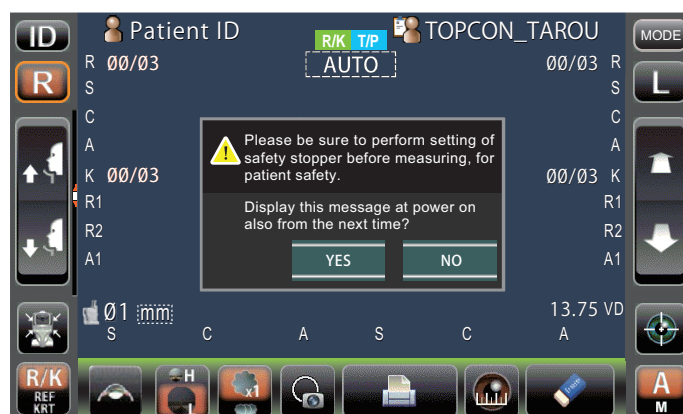 ID Patient ID R/K T/P TOPCON_TAROU MODE
R R 00/03 AUTO 00/03 R L
S S
C C
A A
Please be sure to perform setting of
safety stopper before measuring, for
patient safety.
K 00/03 00/03 K
R1 R1
R2 R2
A1 A1
Display this message at power on
also from the next time?
YES NO
01 mm 13.75 VD
S C A S C A
R/K
REF
KRT
H
L
x1
from
A
M